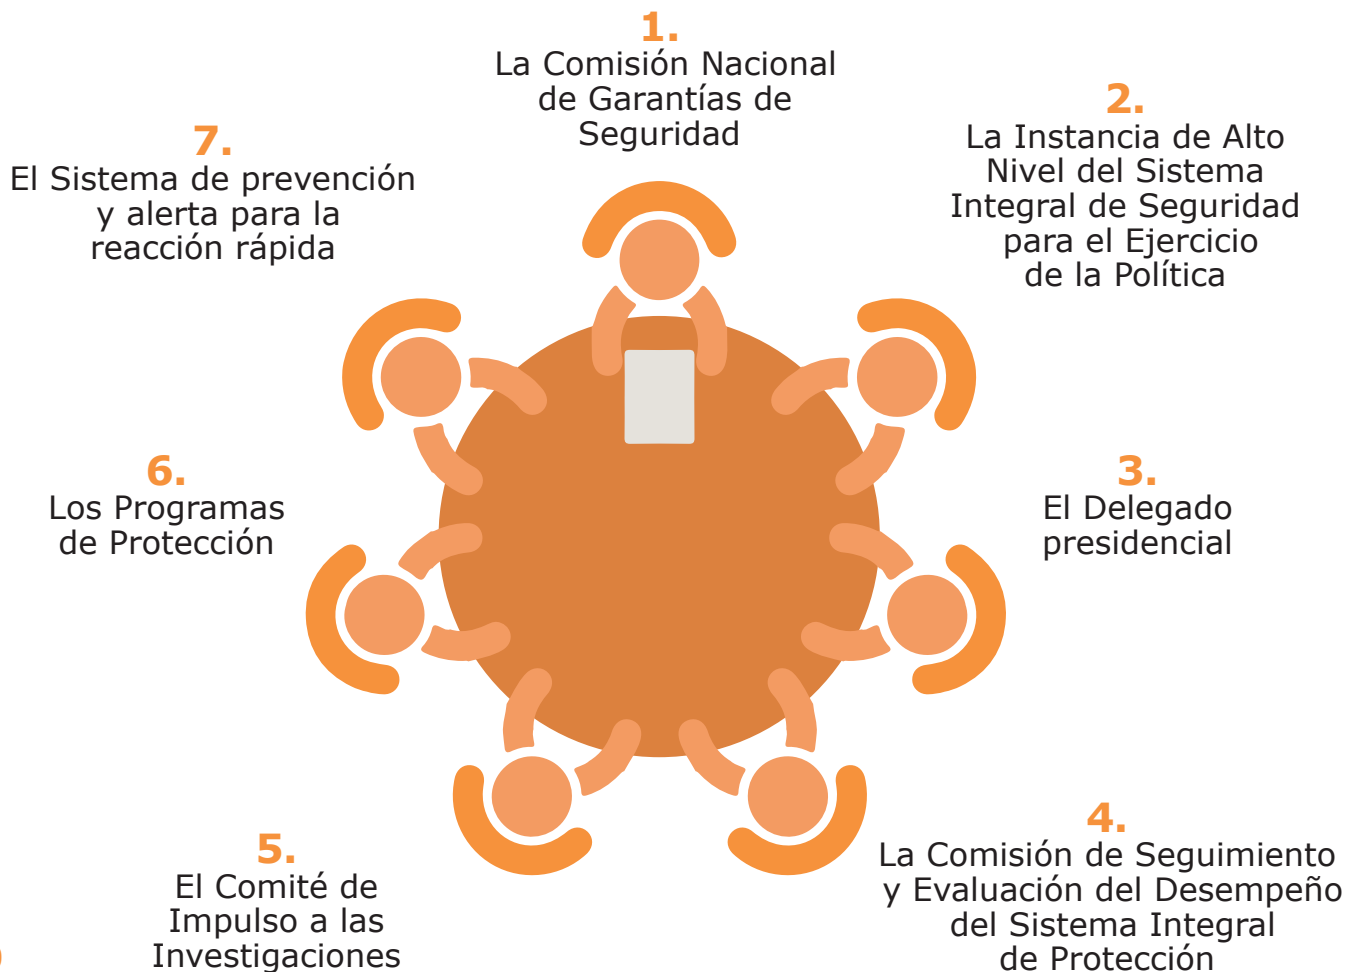 1.
La Comisión Nacional
de Garantías de
Seguridad
2.
La Instancia de Alto
Nivel del Sistema
Integral de Seguridad
para el Ejercicio
de la Política
3.
El Delegado
presidencial
4.
La Comisión de Seguimiento
y Evaluación del Desempeño
del Sistema Integral
de Protección
5.
El Comité de
Impulso a las
Investigaciones
6.
Los Programas
de Protección
7.
El Sistema de prevención
y alerta para la
reacción rápida